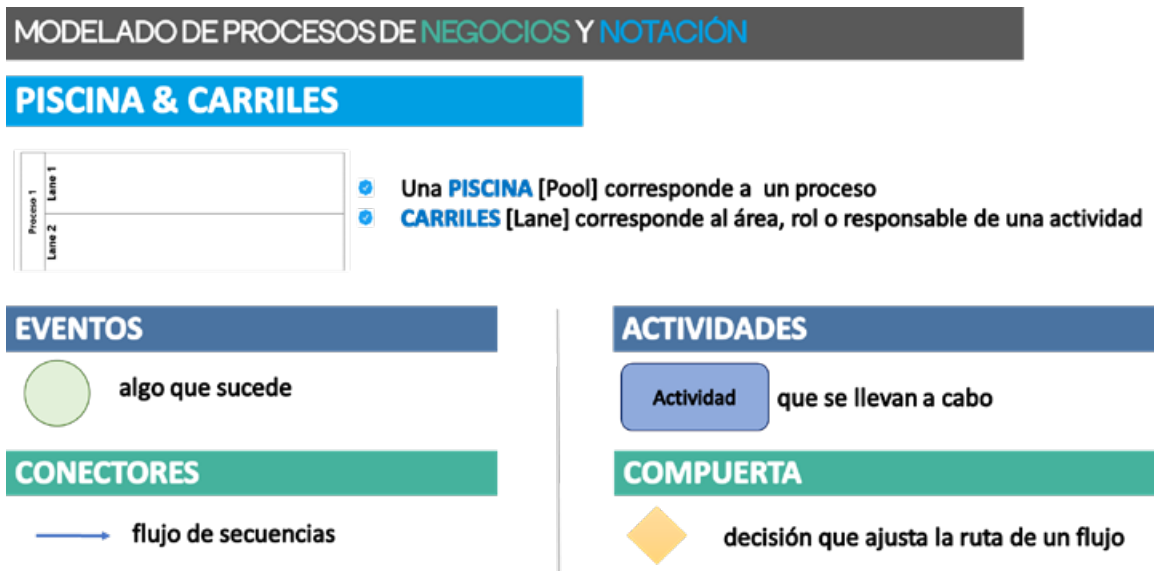 MODELADO DE PROCESOS DE NEGOCIOS Y NOTACIÓN
PISCINA & CARRILES
Proceso 1
Lane 1
Lane 2
Una PISCINA [Pool] corresponde a un proceso
CARRILES [Lane] corresponde al área, rol o responsable de una actividad
EVENTOS
algo que sucede
ACTIVIDADES
Actividad
que se llevan a cabo
CONECTORES
flujo de secuencias
COMPUERTA
decisión que ajusta la ruta de un flujo